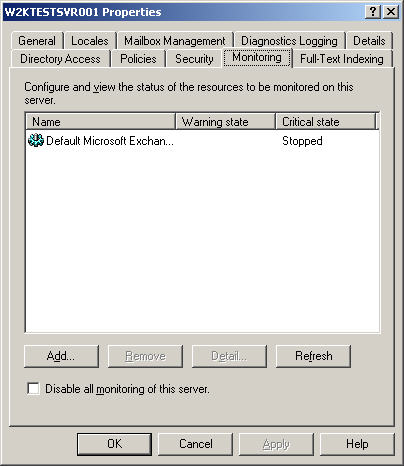 W2KTESTSVR001 Properties
General Locales Mailbox Management Diagnostics Logging Details
Directory Access Policies Security Monitoring Full-Text Indexing
Configure and view the status of the resources to be monitored on this
server.
Name Warning state Critical state
Default Microsoft Exchan... Stopped
Add... Remove Detail... Refresh
Disable all monitoring of this server.
OK Cancel Apply Help